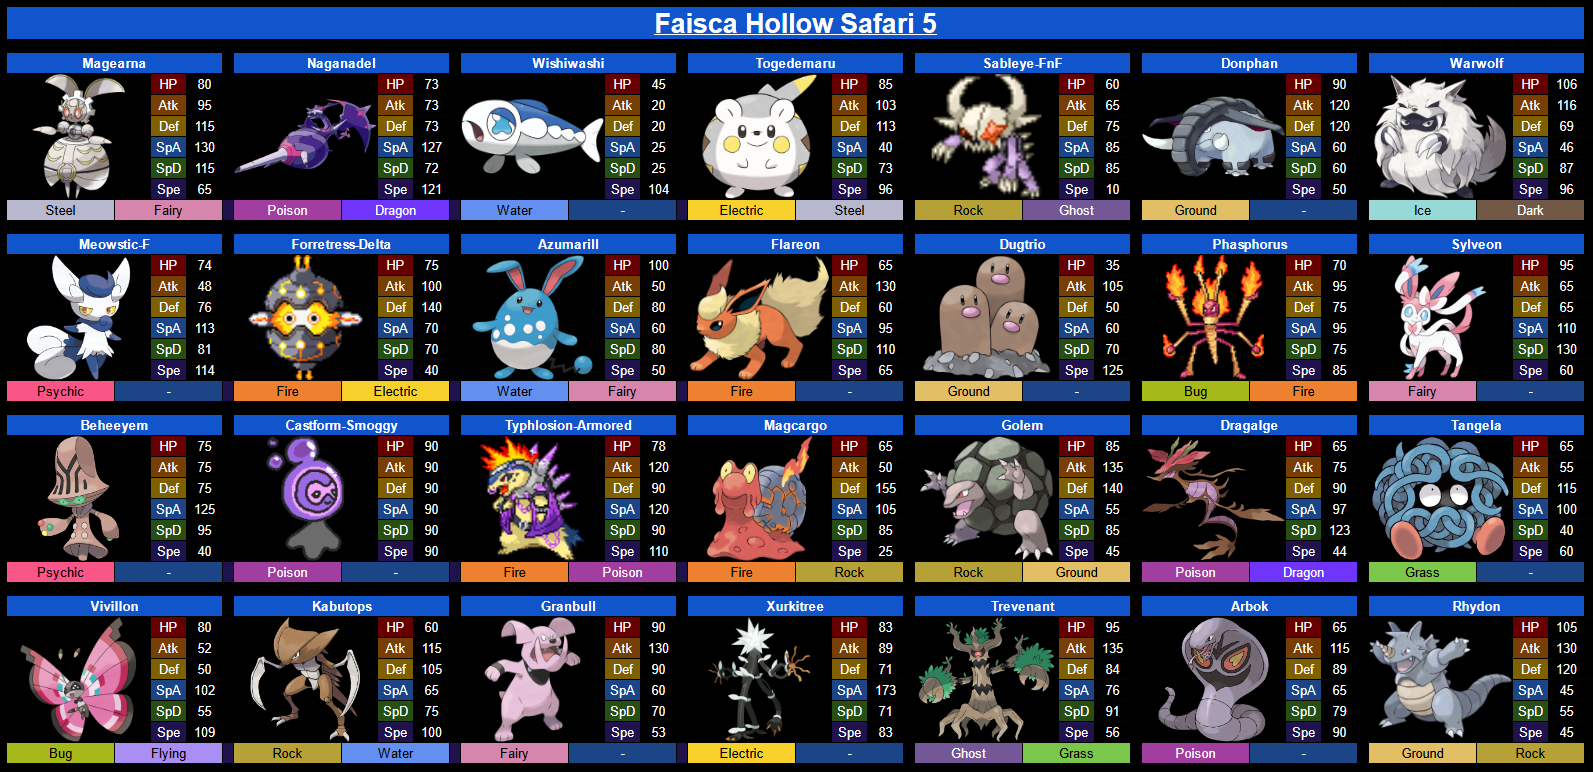 Faisca Hollow Safari 5
Magearna Naganadel Wishiwashi Togedemaru Sableye-FnF Donphan Warwolf
HP 80 HP 73 HP 45 HP 85 HP 60 HP 90 HP 106
Atk 95 Atk 73 Atk 20 Atk 103 Atk 65 Atk 120 Atk 116
Def 115 Def 73 Def 20 Def 113 Def 75 Def 120 Def 69
SpA 130 SpA 127 SpA 25 SpA 40 SpA 85 SpA 60 SpA 46
SpD 115 SpD 72 SpD 25 SpD 73 SpD 85 SpD 60 SpD 87
Spe 65 Spe 121 Spe 104 Spe 96 Spe 10 Spe 50 Spe 96
Steel Fairy Poison Dragon Water - Electric Steel Rock Ghost Ground - Ice Dark
Meowstic-F Forretress-Delta Azumarill Flareon Dugtrio Phasphorus Sylveon
HP 74 HP 75 HP 100 HP 65 HP 35 HP 70 HP 95
Atk 48 Atk 100 Atk 50 Atk 130 Atk 105 Atk 95 Atk 65
Def 76 Def 140 Def 80 Def 60 Def 50 Def 75 Def 65
SpA 113 SpA 70 SpA 60 SpA 95 SpA 60 SpA 95 SpA 110
SpD 81 SpD 70 SpD 80 SpD 110 SpD 70 SpD 75 SpD 130
Spe 114 Spe 40 Spe 50 Spe 65 Spe 125 Spe 85 Spe 60
Psychic - Fire Electric Water Fairy Fire - Ground - Bug Fire Fairy -
Beheeyem Castform-Smoggy Typhlosion-Armored Magcargo Golem Dragalge Tangela
HP 75 HP 90 HP 78 HP 65 HP 85 HP 65 HP 65
Atk 75 Atk 90 Atk 120 Atk 50 Atk 135 Atk 75 Atk 55
Def 75 Def 90 Def 90 Def 155 Def 140 Def 90 Def 115
SpA 125 SpA 90 SpA 120 SpA 105 SpA 55 SpA 97 SpA 100
SpD 95 SpD 90 SpD 90 SpD 85 SpD 85 SpD 123 SpD 40
Spe 40 Spe 90 Spe 110 Spe 25 Spe 45 Spe 44 Spe 60
Psychic - Poison - Fire Poison Fire Rock Rock Ground Poison Dragon Grass -
Vivillon Kabutops Granbull Xurkitree Trevenant Arbok Rhydon
HP 80 HP 60 HP 90 HP 83 HP 95 HP 65 HP 105
Atk 52 Atk 115 Atk 130 Atk 89 Atk 135 Atk 115 Atk 130
Def 50 Def 105 Def 90 Def 71 Def 84 Def 89 Def 120
SpA 102 SpA 65 SpA 60 SpA 173 SpA 76 SpA 65 SpA 45
SpD 55 SpD 75 SpD 70 SpD 71 SpD 91 SpD 79 SpD 55
Spe 109 Spe 100 Spe 53 Spe 83 Spe 56 Spe 90 Spe 45
Bug Flying Rock Water Fairy - Electric - Ghost Grass Poison - Ground Rock